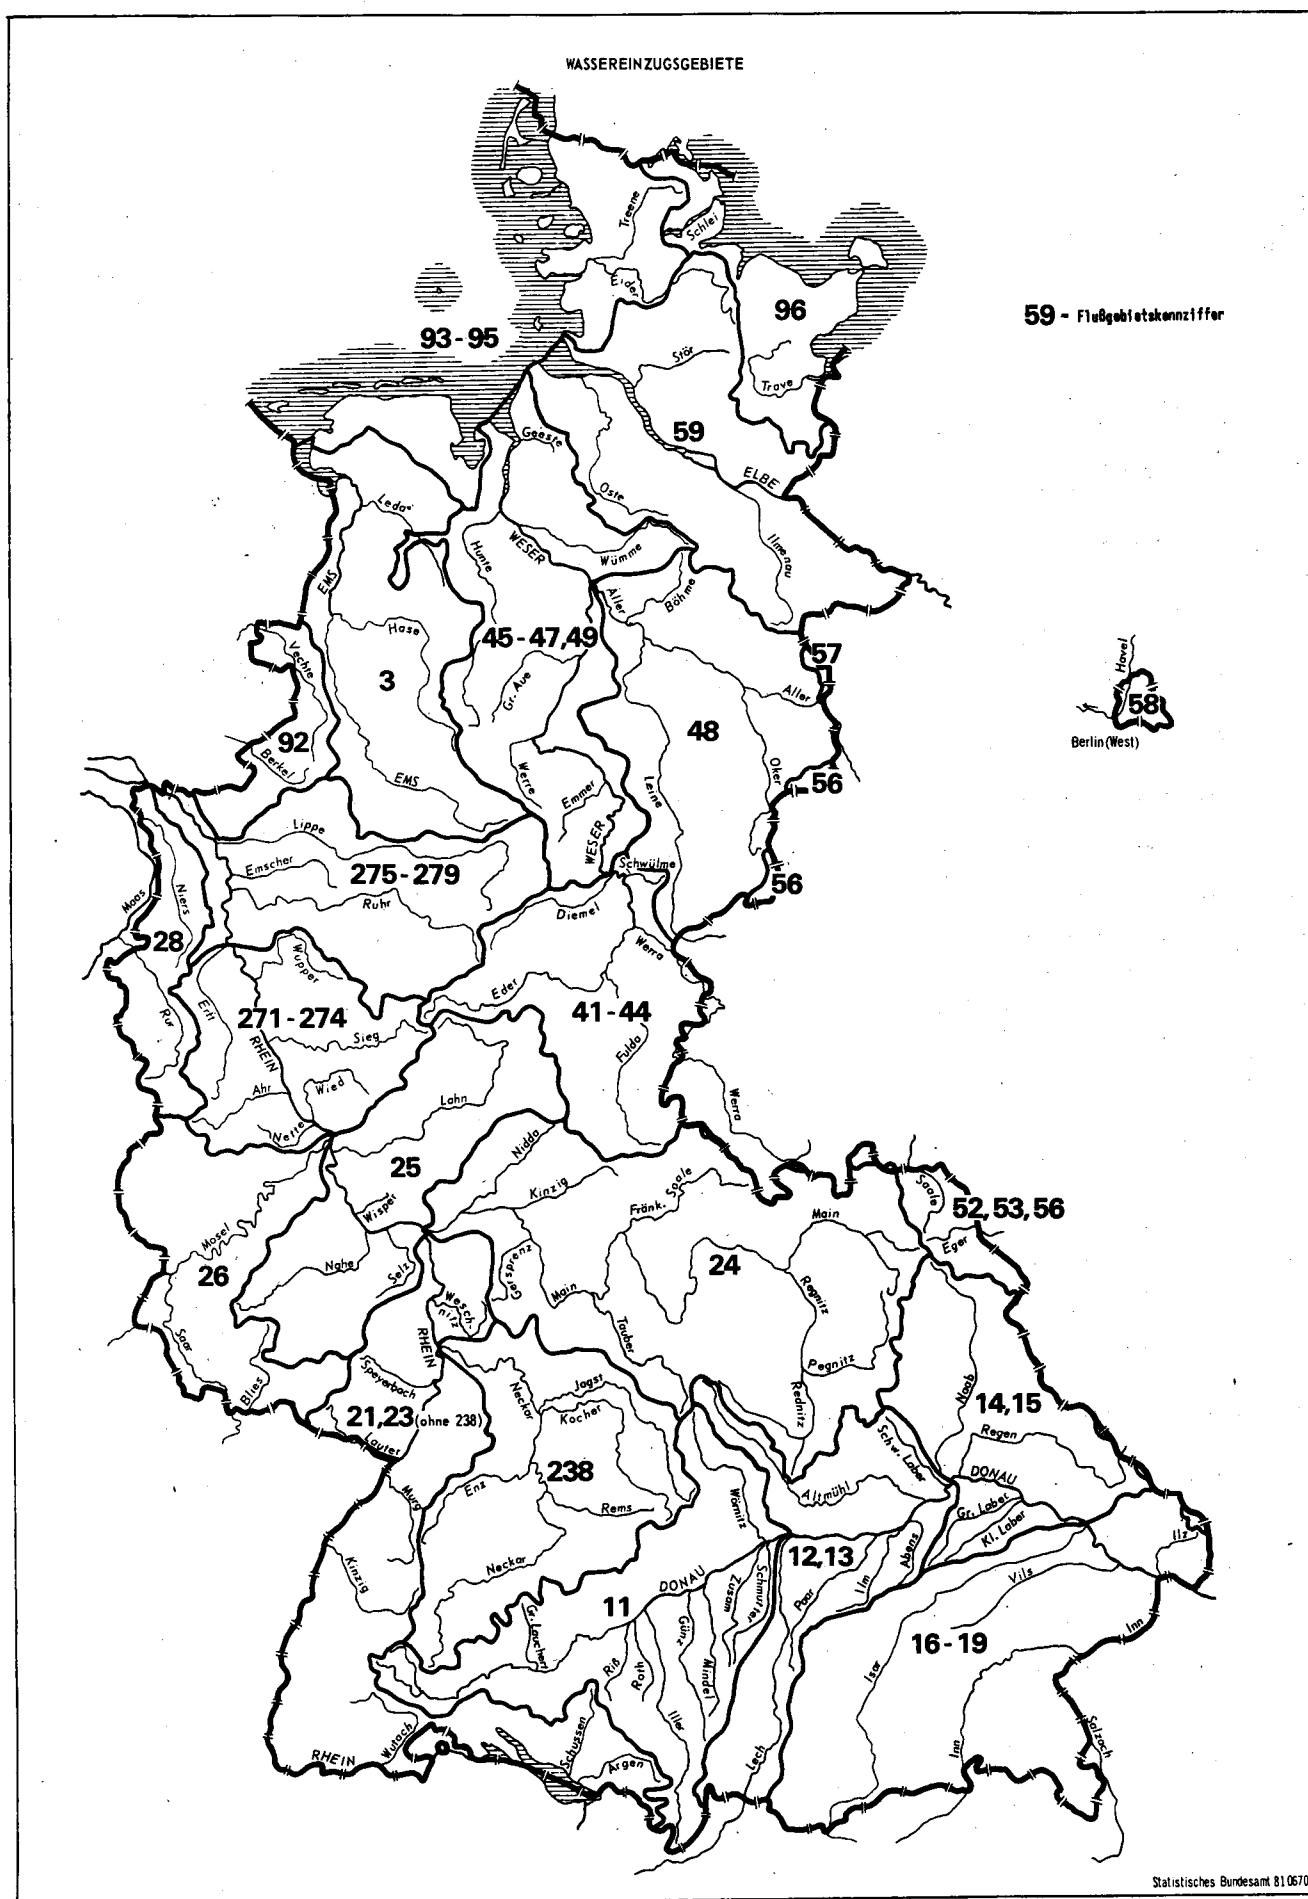 WASSEREINZUGSGEBIETE
Treene
Schlei
Eider
96
59 - Flußgebietskennziffer
93 - 95
Stör
Trave
59
Geeste
ELBE
Oste
Leda
Ilmenau
WESER
Hunte
Wümme
EMS
Aller
Böhme
Hase
45 - 47, 49
57
Vechte
Havel
3
Gr. Aue
Aller
48
58
92
Berlin (West)
Berkel
EMS
Werre
Emmer
Leine
Oker
56
Lippe
WESER
Emscher
275 - 279
Schwülme
56
Maas
Niers
Ruhr
Diemel
28
Wupper
Werra
Eder
Rur
Erft
271 - 274
41 - 44
Sieg
RHEIN
Fulda
Ahr
Wied
Lahn
Werra
Nette
Nidda
25
Kinzig
Saale
Wisper
Fränk. Saale
52, 53, 56
Mosel
Main
Eger
26
Nahe
Selz
Gersprenz
24
Main
Regnitz
Wesch-
nitz
Saar
RHEIN
Tauber
Blies
Speyerbach
Pegnitz
Neckar
Jagst
Rednitz
Naab
21, 23 (ohne 238)
Kocher
14, 15
Lauter
Schw. Laber
Regen
238
DONAU
Enz
Murg
Wörnitz
Altmühl
Rems
Gr. Laber
Kl. Laber
Ilz
Kinzig
Neckar
12, 13
Abens
DONAU
Zusam
Schmutter
Paar
Ilm
Vils
11
Gr. Lauchert
Günz
Inn
16 - 19
Riß
Roth
Mindel
Isar
Iller
Schussen
Wutach
Salzach
RHEIN
Argen
Lech
Inn
Statistisches Bundesamt 81 0670